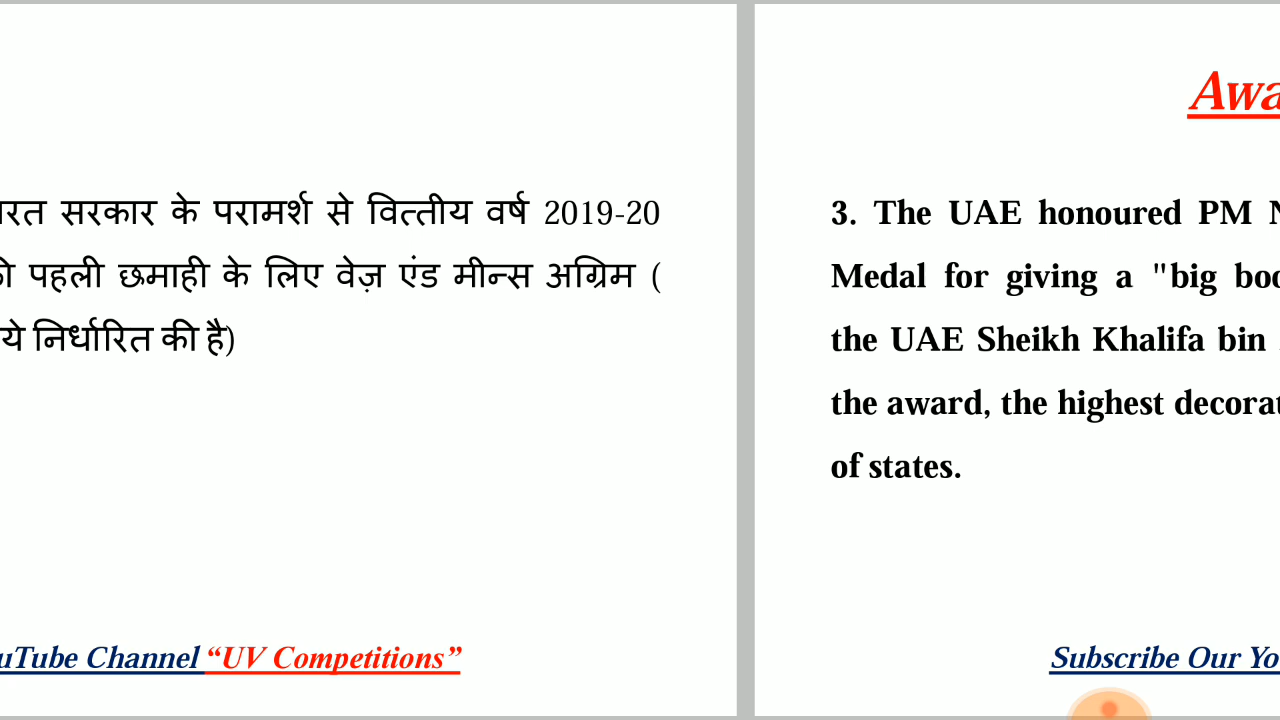 रत सरकार के परामर्श से वित्तीय वर्ष 2019-20
पहली छमाही के लिए वेज़ एंड मीन्स अग्रिम (
ये निर्धारित की है)
uTube Channel “UV Competitions”
Awa
3. The UAE honoured PM N
Medal for giving a "big boo
the UAE Sheikh Khalifa bin
the award, the highest decorat
of states.
Subscribe Our Yo